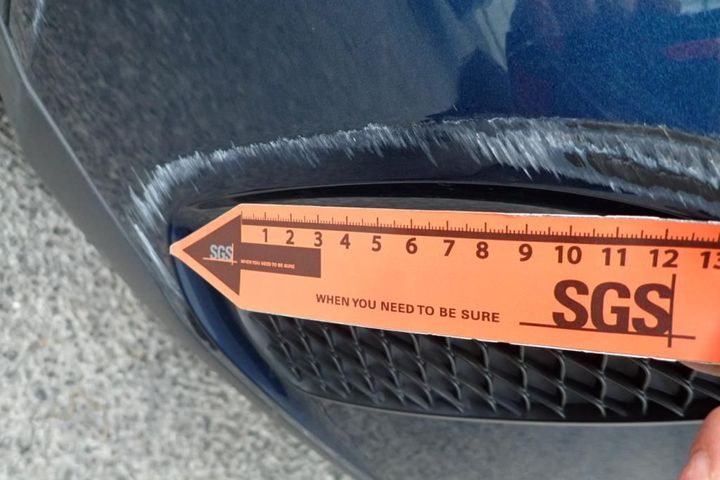 1 2 3 4 5 6 7 8 9 10 11 12 13
SGS
WHEN YOU NEED TO BE SURE
WHEN YOU NEED TO BE SURE
SGS